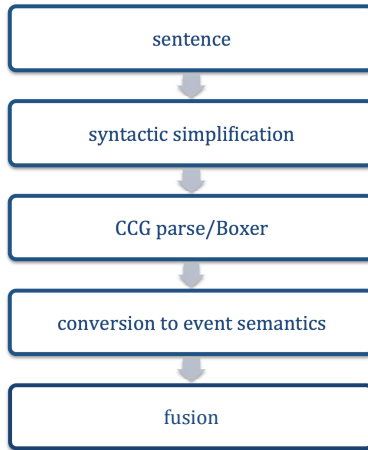 sentence
syntactic simplification
CCG parse/Boxer
conversion to event semantics
fusion